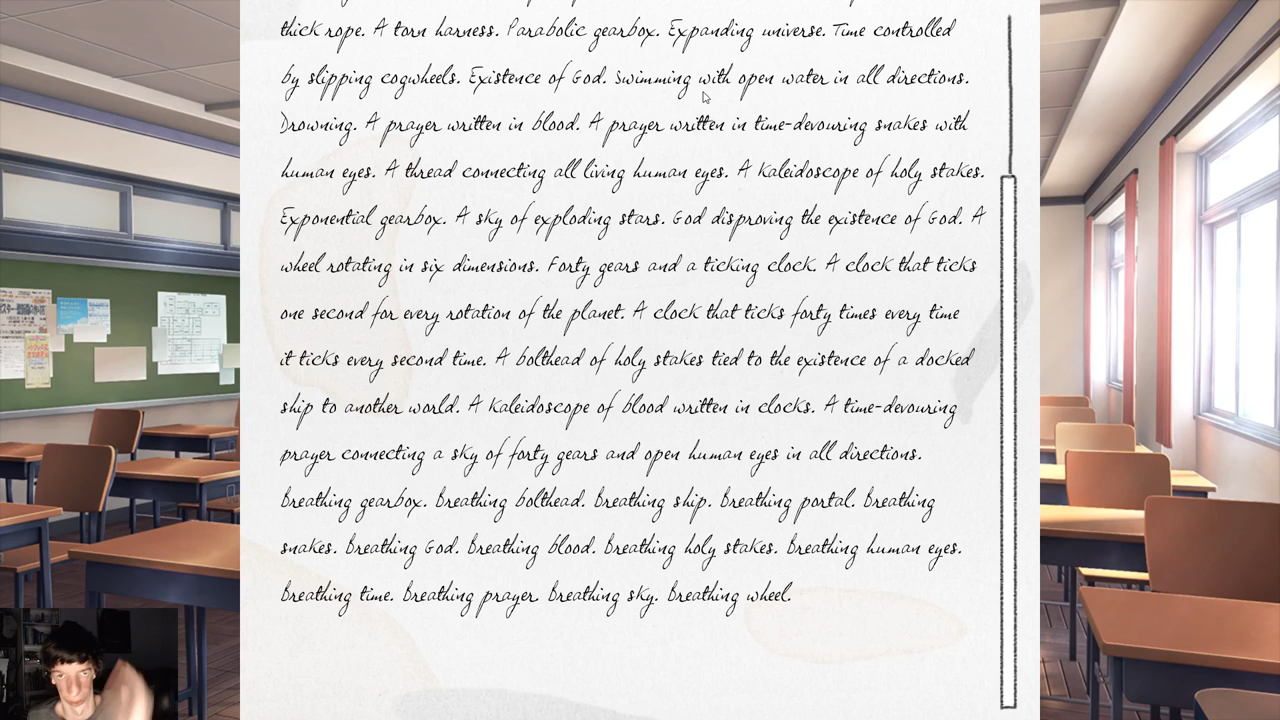 thick rope. A torn harness. Parabolic gearbox. Expanding universe. Time controlled
by slipping cogwheels. Existence of God. Swimming with open water in all directions.
Drowning. A prayer written in blood. A prayer written in time-devouring snakes with
human eyes. A thread connecting all living human eyes. A kaleidoscope of holy stakes.
Exponential gearbox. A sky of exploding stars. God disproving the existence of God. A
wheel rotating in six dimensions. Forty gears and a ticking clock. A clock that ticks
one second for every rotation of the planet. A clock that ticks forty times every time
it ticks every second time. A bolthead of holy stakes tied to the existence of a docked
ship to another world. A kaleidoscope of blood written in clocks. A time-devouring
prayer connecting a sky of forty gears and open human eyes in all directions.
Breathing gearbox. Breathing bolthead. Breathing ship. Breathing portal. Breathing
snakes. Breathing God. Breathing blood. Breathing holy stakes. Breathing human eyes.
Breathing time. Breathing prayer. Breathing sky. Breathing wheel.